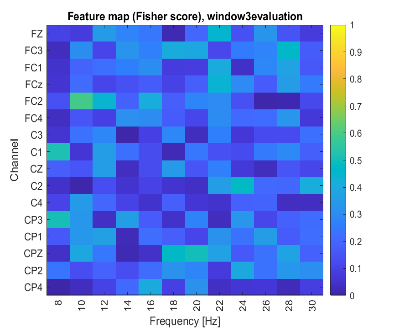 Feature map (Fisher score), window3evaluation
Channel
FZ
FC3
FC1
FCz
FC2
FC4
C3
C1
CZ
C2
C4
CP3
CP1
CPZ
CP2
CP4
8 10 12 14 16 18 20 22 24 26 28 30
Frequency [Hz]
1
0.9
0.8
0.7
0.6
0.5
0.4
0.3
0.2
0.1
0